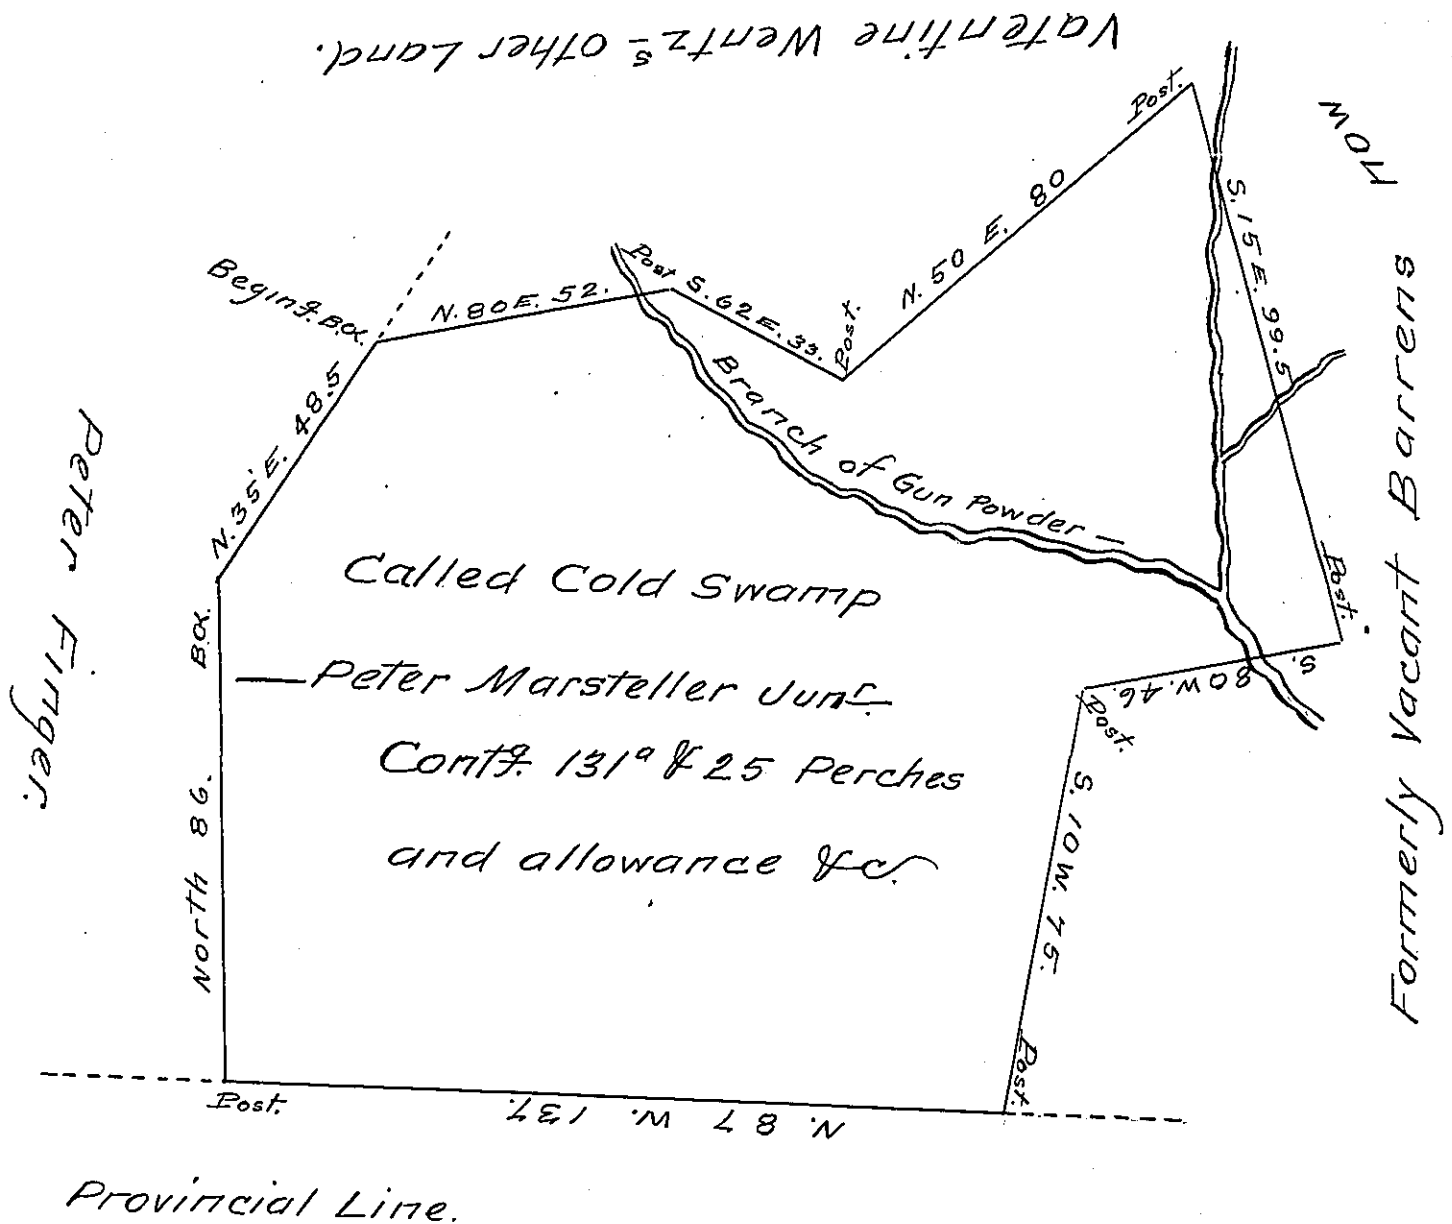 Valentine Wentz's other Land.
now
Formerly Vacant Barrens
Peter Finger.
Begin'g. B.O.
N. 80 E. 52.
Post
S. 62 E. 33.
Post.
N. 50 E. 80
Post.
S. 15 E. 99.5
Post.
S. 80 W. 46.
Post.
S. 10 W. 75.
Post.
N. 87 W. 137.
Post.
North 86.
B.O.
N. 35 E. 48.5
Branch of Gun Powder —
Called Cold Swamp
— Peter Marsteller Junr.
Contg. 131a & 25 Perches
and allowance &c.
Provincial Line.